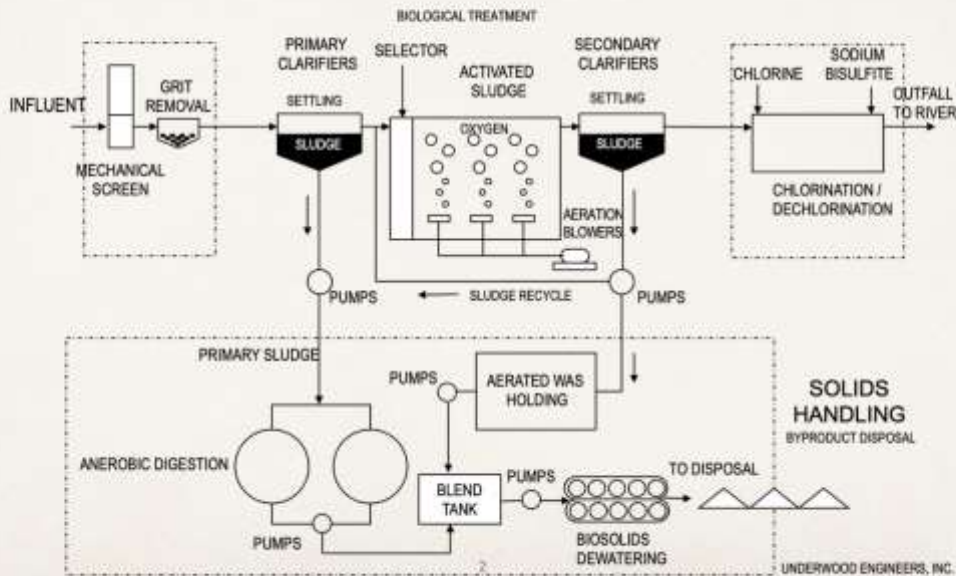 BIOLOGICAL TREATMENT
PRIMARY
CLARIFIERS
SELECTOR
ACTIVATED
SLUDGE
SECONDARY
CLARIFIERS
SODIUM
BISULFITE
CHLORINE
INFLUENT
GRIT
REMOVAL
SETTLING
SLUDGE
OXYGEN
SETTLING
SLUDGE
OUTFALL
TO RIVER
MECHANICAL
SCREEN
AERATION
BLOWERS
CHLORINATION /
DECHLORINATION
PUMPS
SLUDGE RECYCLE
PUMPS
PRIMARY SLUDGE
PUMPS
AERATED WAS
HOLDING
SOLIDS
HANDLING
BYPRODUCT DISPOSAL
ANEROBIC DIGESTION
BLEND
TANK
PUMPS
TO DISPOSAL
PUMPS
BIOSOLIDS
DEWATERING
2
UNDERWOOD ENGINEERS, INC.